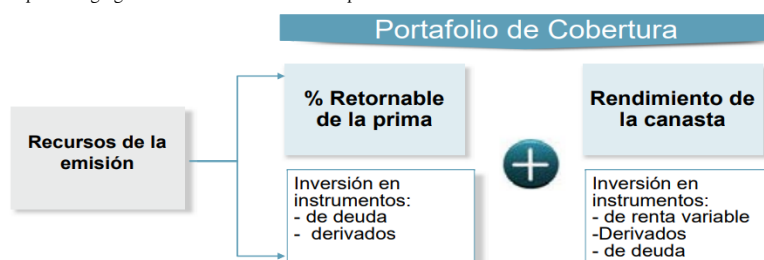 Portafolio de Cobertura
Recursos de la
emisión
% Retornable
de la prima
Inversión en
instrumentos:
- de deuda
- derivados
Rendimiento de
la canasta
Inversión en
instrumentos:
- de renta variable
-Derivados
- de deuda